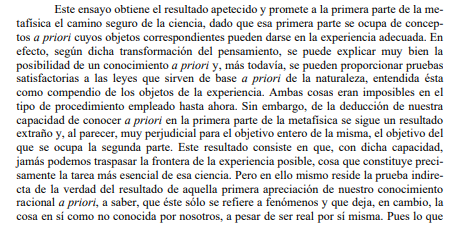 Este ensayo obtiene el resultado apetecido y promete a la primera parte de la me-
tafísica el camino seguro de la ciencia, dado que esa primera parte se ocupa de concep-
tos a priori cuyos objetos correspondientes pueden darse en la experiencia adecuada. En
efecto, según dicha transformación del pensamiento, se puede explicar muy bien la
posibilidad de un conocimiento a priori y, más todavía, se pueden proporcionar pruebas
satisfactorias a las leyes que sirven de base a priori de la naturaleza, entendida ésta
como compendio de los objetos de la experiencia. Ambas cosas eran imposibles en el
tipo de procedimiento empleado hasta ahora. Sin embargo, de la deducción de nuestra
capacidad de conocer a priori en la primera parte de la metafísica se sigue un resultado
extraño y, al parecer, muy perjudicial para el objetivo entero de la misma, el objetivo del
que se ocupa la segunda parte. Este resultado consiste en que, con dicha capacidad,
jamás podemos traspasar la frontera de la experiencia posible, cosa que constituye preci-
samente la tarea más esencial de esa ciencia. Pero en ello mismo reside la prueba indire-
cta de la verdad del resultado de aquella primera apreciación de nuestro conocimiento
racional a priori, a saber, que éste sólo se refiere a fenómenos y que deja, en cambio, la
cosa en sí como no conocida por nosotros, a pesar de ser real por sí misma. Pues lo que